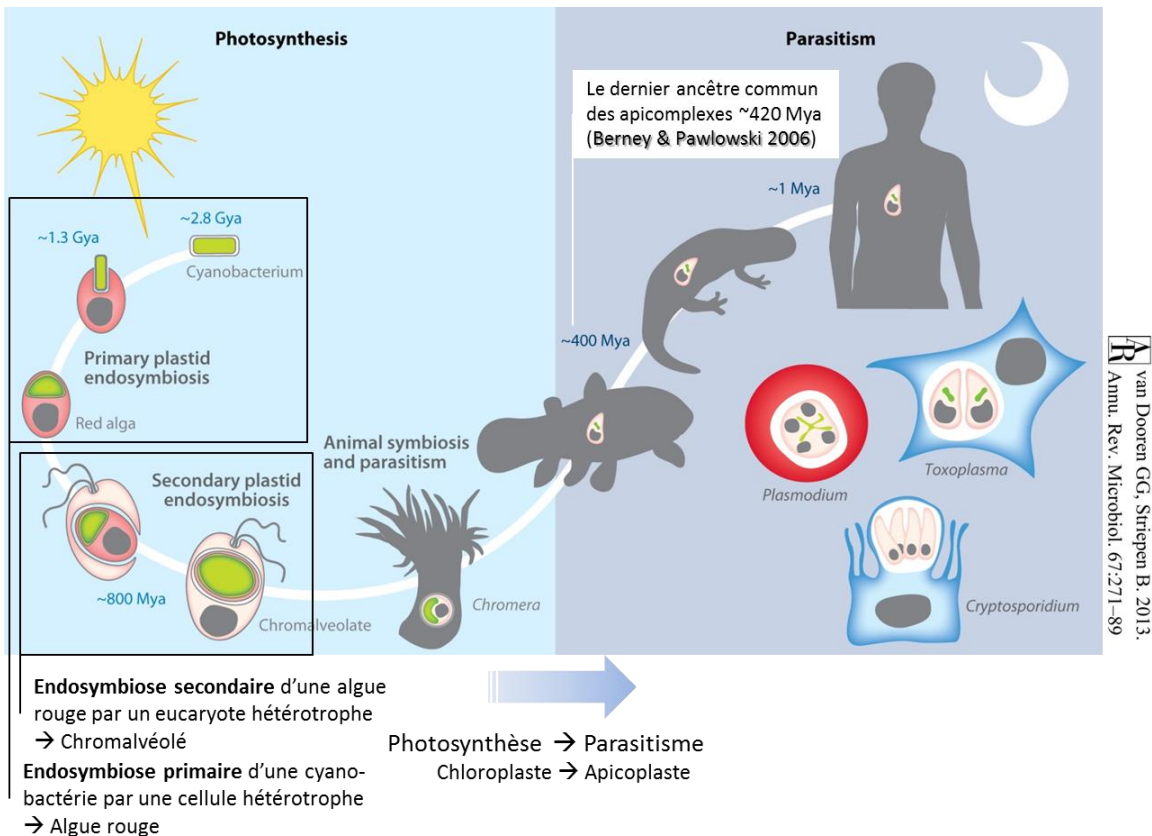 Photosynthesis
Parasitism
Le dernier ancêtre commun
des apicomplexes ~420 Mya
(Berney & Pawlowski 2006)
~1 Mya
~2.8 Gya
~1.3 Gya
Cyanobacterium
~400 Mya
Primary plastid
endosymbiosis
Red alga
Animal symbiosis
and parasitism
Secondary plastid
endosymbiosis
Plasmodium
Toxoplasma
~800 Mya
Chromera
Chromalveolate
Cryptosporidium
AR
van Dooren GG, Striepen B. 2013.
Annu. Rev. Microbiol. 67:271–89
Endosymbiose secondaire d’une algue
rouge par un eucaryote hétérotrophe
→ Chromalvéolé
Photosynthèse → Parasitisme
Chloroplaste → Apicoplaste
Endosymbiose primaire d’une cyano-
bactérie par une cellule hétérotrophe
→ Algue rouge